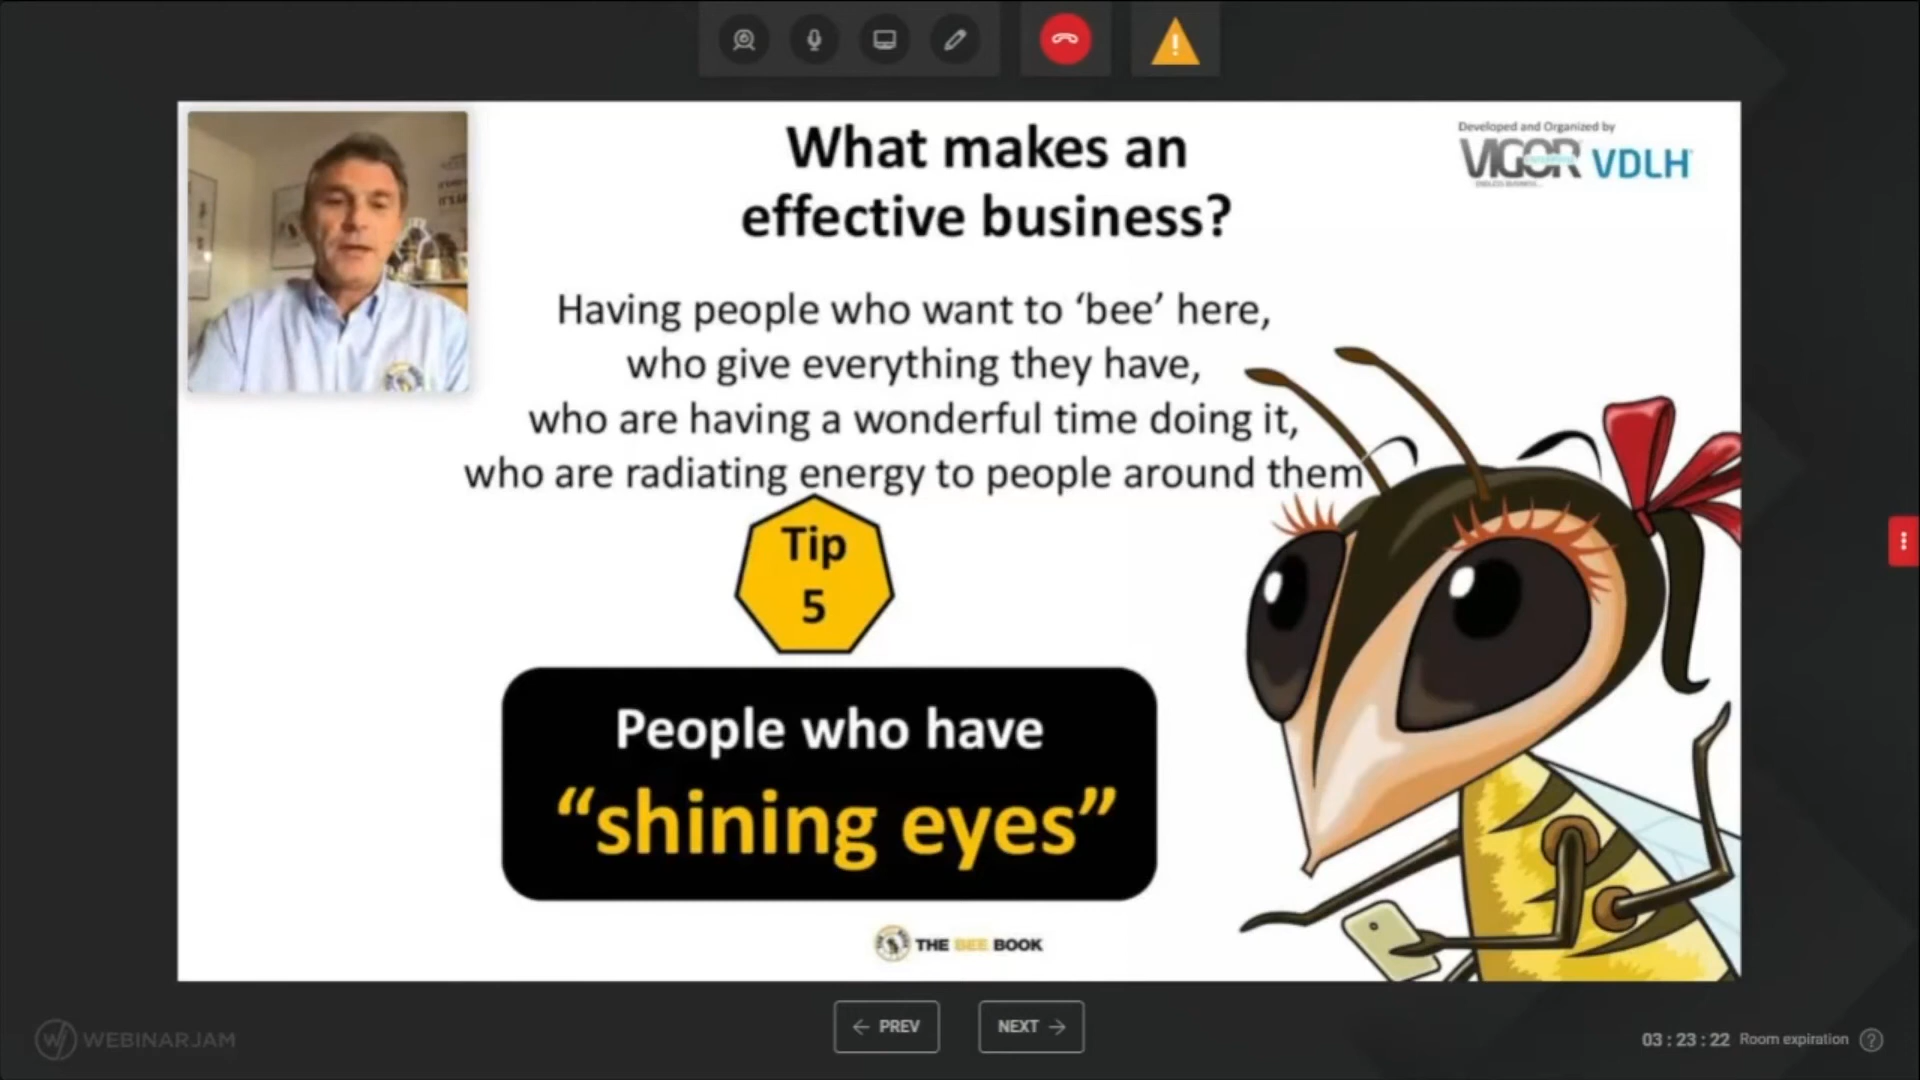 What makes an
effective business?
Developed and Organized by
VIGOR VDLH
Having people who want to ‘bee’ here,
who give everything they have,
who are having a wonderful time doing it,
who are radiating energy to people around them
Tip
5
People who have
“shining eyes”
THE BEE BOOK
← PREV
NEXT →
WEBINARJAM
03 : 23 : 22 Room expiration ?